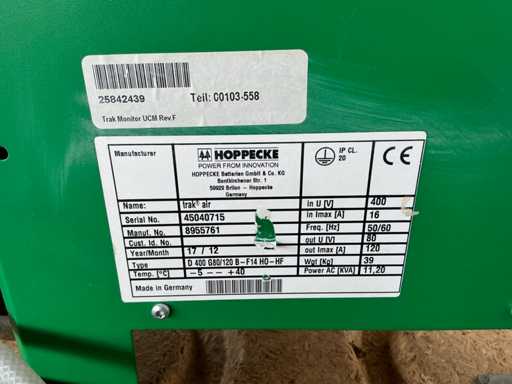 25842439 Teil: C0103-558
Trak Monitor UCM Rev.F
Manufacturer
HOPPECKE
POWER FROM INNOVATION
HOPPECKE Batterien GmbH & Co. KG
Bontkirchener Str. 1
59929 Brilon - Hoppecke
Germany
IP CL.
20
CE
Name: trak® air in U [V] 400
Serial No. 45040715 in Imax [A] 16
Manuf. No. 8955761 Freq. [Hz] 50/60
Cust. Id. No. out U [V] 80
Year/Month 17 / 12 out Imax [A] 120
Type D 400 G80/120 B-F14 HO-HF Wgt [Kg] 39
Temp. [°C] -5 -- +40 Power AC [KVA] 11,20
Made in Germany